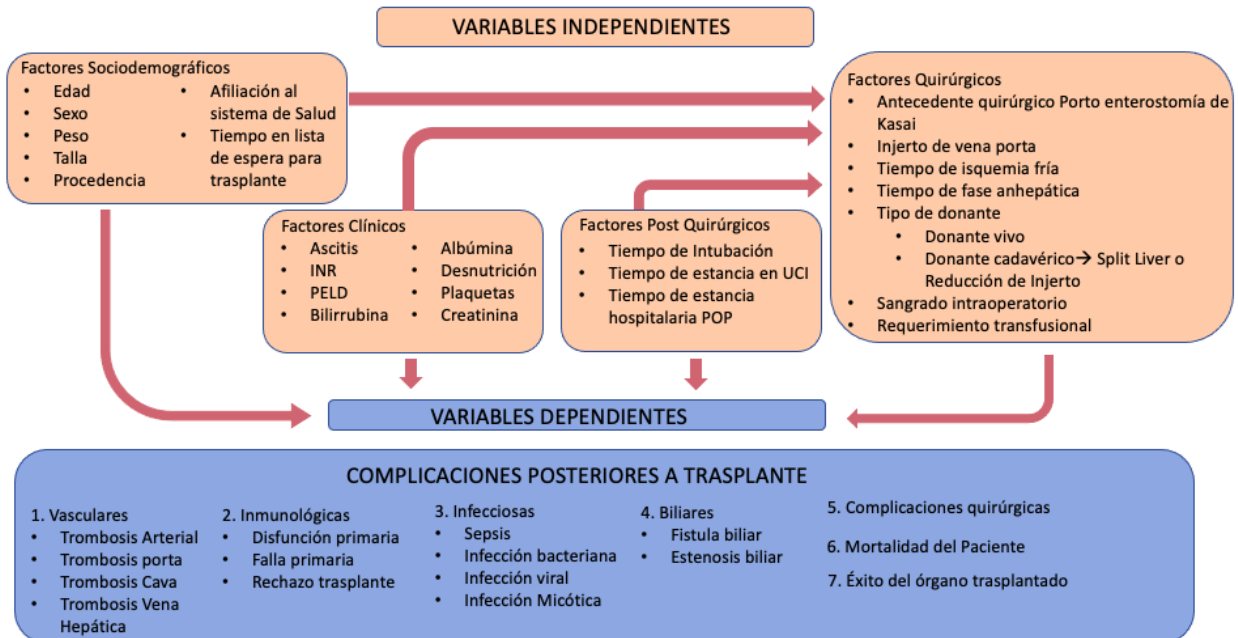 VARIABLES INDEPENDIENTES
Factores Sociodemográficos
• Edad
• Sexo
• Peso
• Talla
• Procedencia
• Afiliación al
sistema de Salud
• Tiempo en lista
de espera para
trasplante
Factores Clínicos
• Ascitis
• INR
• PELD
• Bilirrubina
• Albúmina
• Desnutrición
• Plaquetas
• Creatinina
Factores Post Quirúrgicos
• Tiempo de Intubación
• Tiempo de estancia en UCI
• Tiempo de estancia
hospitalaria POP
Factores Quirúrgicos
• Antecedente quirúrgico Porto enterostomía de
Kasai
• Injerto de vena porta
• Tiempo de isquemia fría
• Tiempo de fase anhepática
• Tipo de donante
• Donante vivo
• Donante cadavérico→ Split Liver o
Reducción de Injerto
• Sangrado intraoperatorio
• Requerimiento transfusional
VARIABLES DEPENDIENTES
COMPLICACIONES POSTERIORES A TRASPLANTE
1. Vasculares
• Trombosis Arterial
• Trombosis porta
• Trombosis Cava
• Trombosis Vena
Hepática
2. Inmunológicas
• Disfunción primaria
• Falla primaria
• Rechazo trasplante
3. Infecciosas
• Sepsis
• Infección bacteriana
• Infección viral
• Infección Micótica
4. Biliares
• Fistula biliar
• Estenosis biliar
5. Complicaciones quirúrgicas
6. Mortalidad del Paciente
7. Éxito del órgano trasplantado